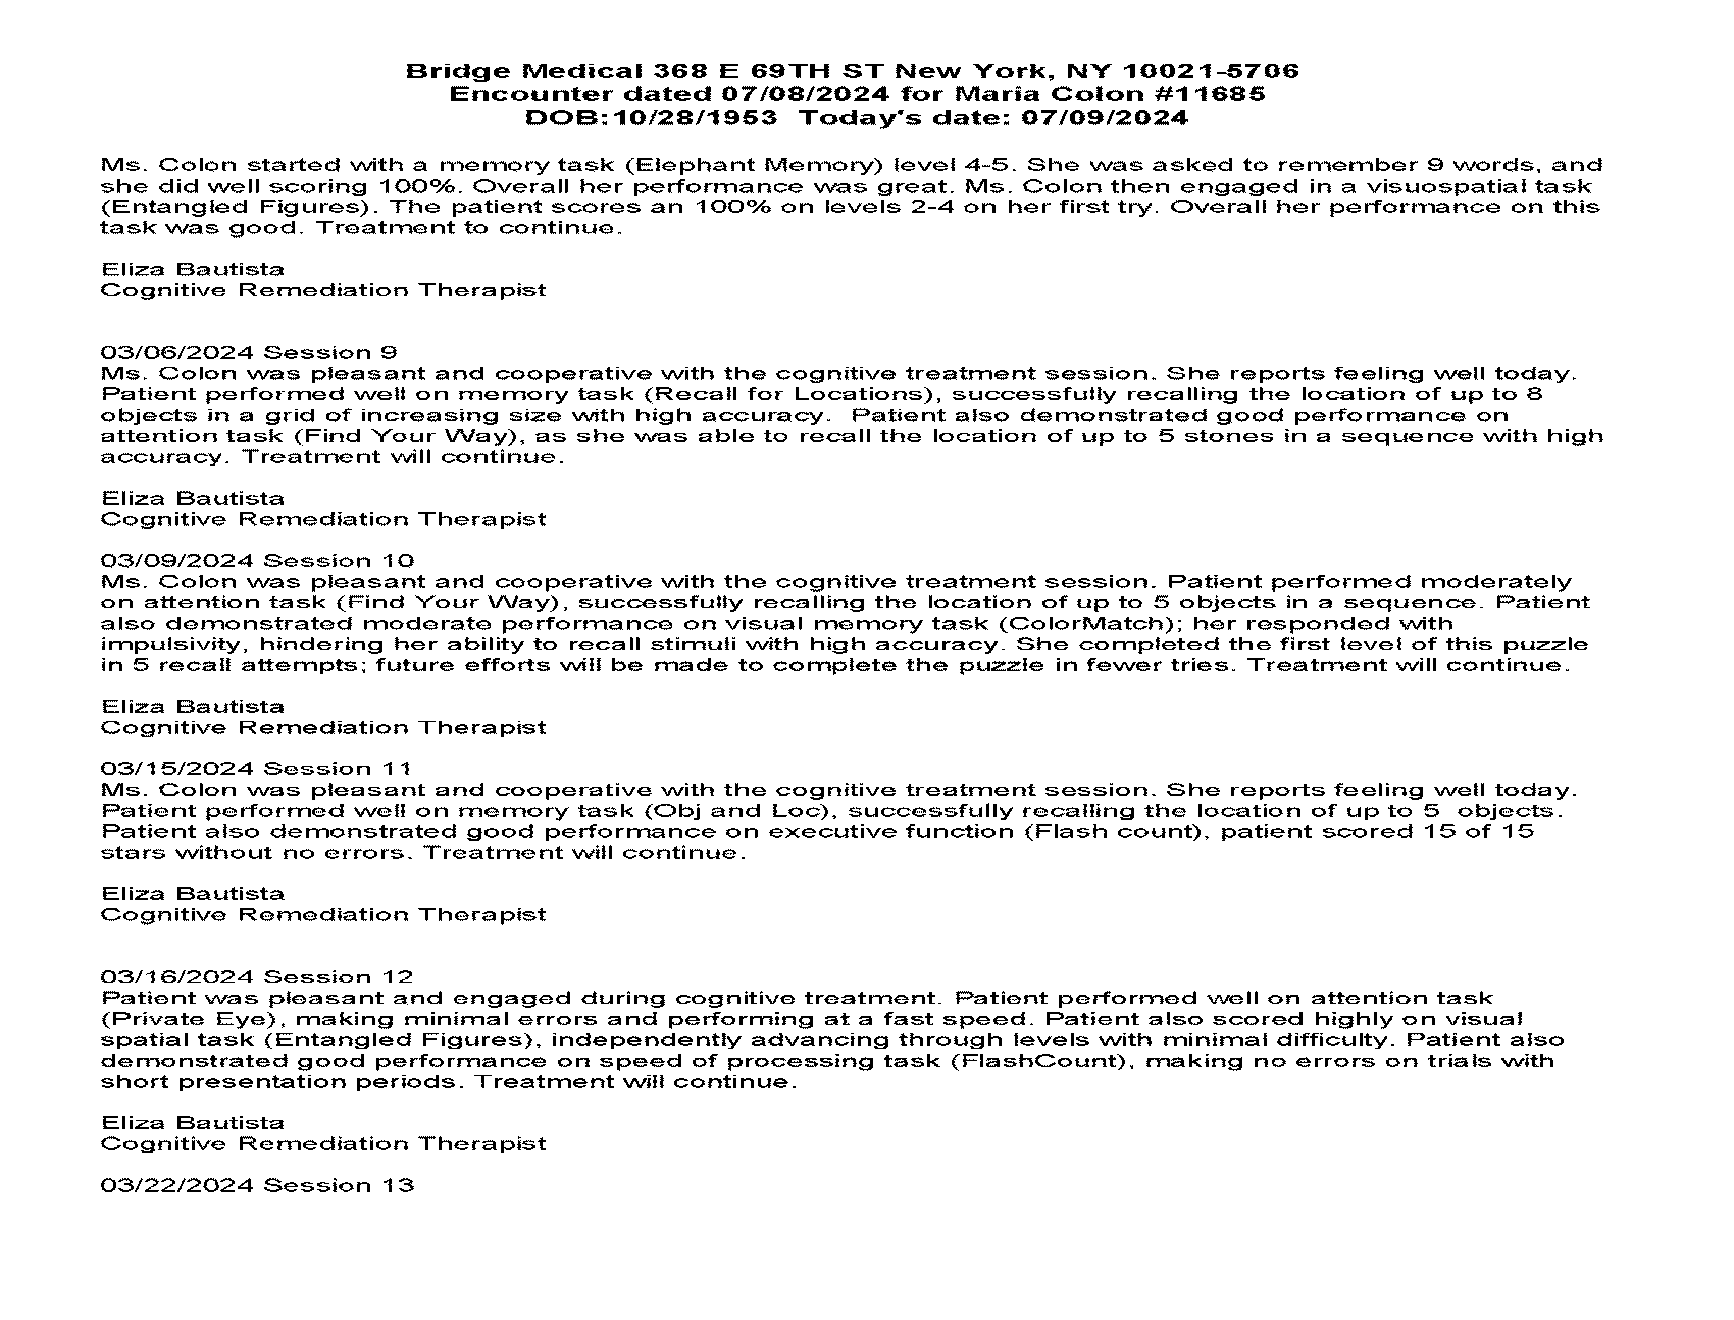 Bridge Medical 368 E 69TH ST New York, NY 10021-5706
Encounter dated 07/08/2024 for Maria Colon #11685
DOB:10/28/1953 Today's date: 07/09/2024
Ms. Colon started with a memory task (Elephant Memory) level 4-5. She was asked to remember 9 words, and
she did well scoring 100%. Overall her performance was great. Ms. Colon then engaged in a visuospatial task
(Entangled Figures). The patient scores an 100% on levels 2-4 on her first try. Overall her performance on this
task was good. Treatment to continue.
Eliza Bautista
Cognitive Remediation Therapist
03/06/2024 Session 9
Ms. Colon was pleasant and cooperative with the cognitive treatment session. She reports feeling well today.
Patient performed well on memory task (Recall for Locations), successfully recalling the location of up to 8
objects in a grid of increasing size with high accuracy. Patient also demonstrated good performance on
attention task (Find Your Way), as she was able to recall the location of up to 5 stones in a sequence with high
accuracy. Treatment will continue.
Eliza Bautista
Cognitive Remediation Therapist
03/09/2024 Session 10
Ms. Colon was pleasant and cooperative with the cognitive treatment session. Patient performed moderately
on attention task (Find Your Way), successfully recalling the location of up to 5 objects in a sequence. Patient
also demonstrated moderate performance on visual memory task (ColorMatch); her responded with
impulsivity, hindering her ability to recall stimuli with high accuracy. She completed the first level of this puzzle
in 5 recall attempts; future efforts will be made to complete the puzzle in fewer tries. Treatment will continue.
Eliza Bautista
Cognitive Remediation Therapist
03/15/2024 Session 11
Ms. Colon was pleasant and cooperative with the cognitive treatment session. She reports feeling well today.
Patient performed well on memory task (Obj and Loc), successfully recalling the location of up to 5 objects.
Patient also demonstrated good performance on executive function (Flash count), patient scored 15 of 15
stars without no errors. Treatment will continue.
Eliza Bautista
Cognitive Remediation Therapist
03/16/2024 Session 12
Patient was pleasant and engaged during cognitive treatment. Patient performed well on attention task
(Private Eye), making minimal errors and performing at a fast speed. Patient also scored highly on visual
spatial task (Entangled Figures), independently advancing through levels with minimal difficulty. Patient also
demonstrated good performance on speed of processing task (FlashCount), making no errors on trials with
short presentation periods. Treatment will continue.
Eliza Bautista
Cognitive Remediation Therapist
03/22/2024 Session 13